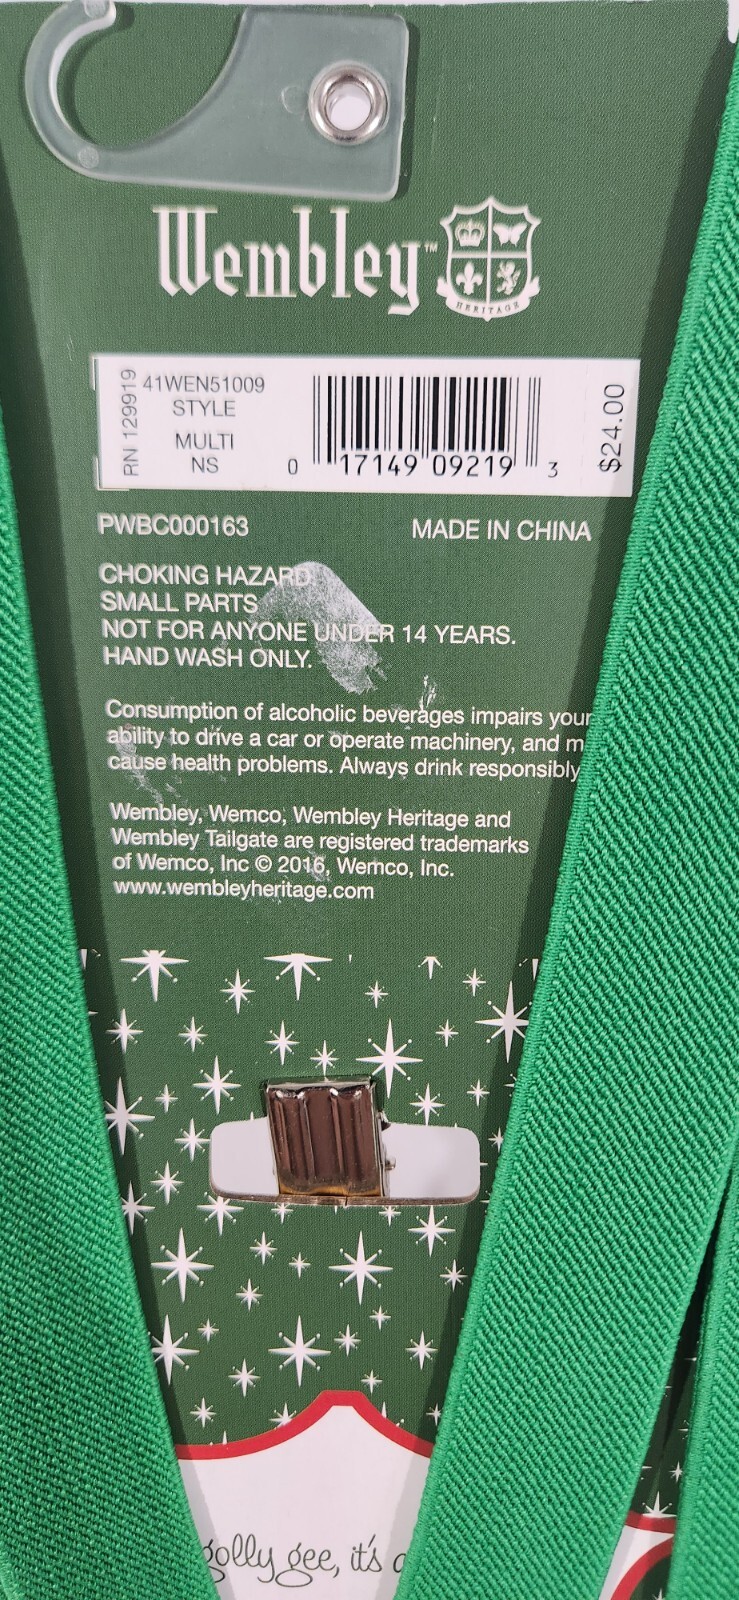 Wembley™
HERITAGE
RN 129919
41WEN51009
STYLE
MULTI
NS
0 17149 09219 3
$24.00
PWBC000163
MADE IN CHINA
CHOKING HAZARD
SMALL PARTS
NOT FOR ANYONE UNDER 14 YEARS.
HAND WASH ONLY.
Consumption of alcoholic beverages impairs your
ability to drive a car or operate machinery, and m
cause health problems. Always drink responsibly
Wembley, Wemco, Wembley Heritage and
Wembley Tailgate are registered trademarks
of Wemco, Inc © 2016, Wemco, Inc.
www.wembleyheritage.com
golly gee, it's